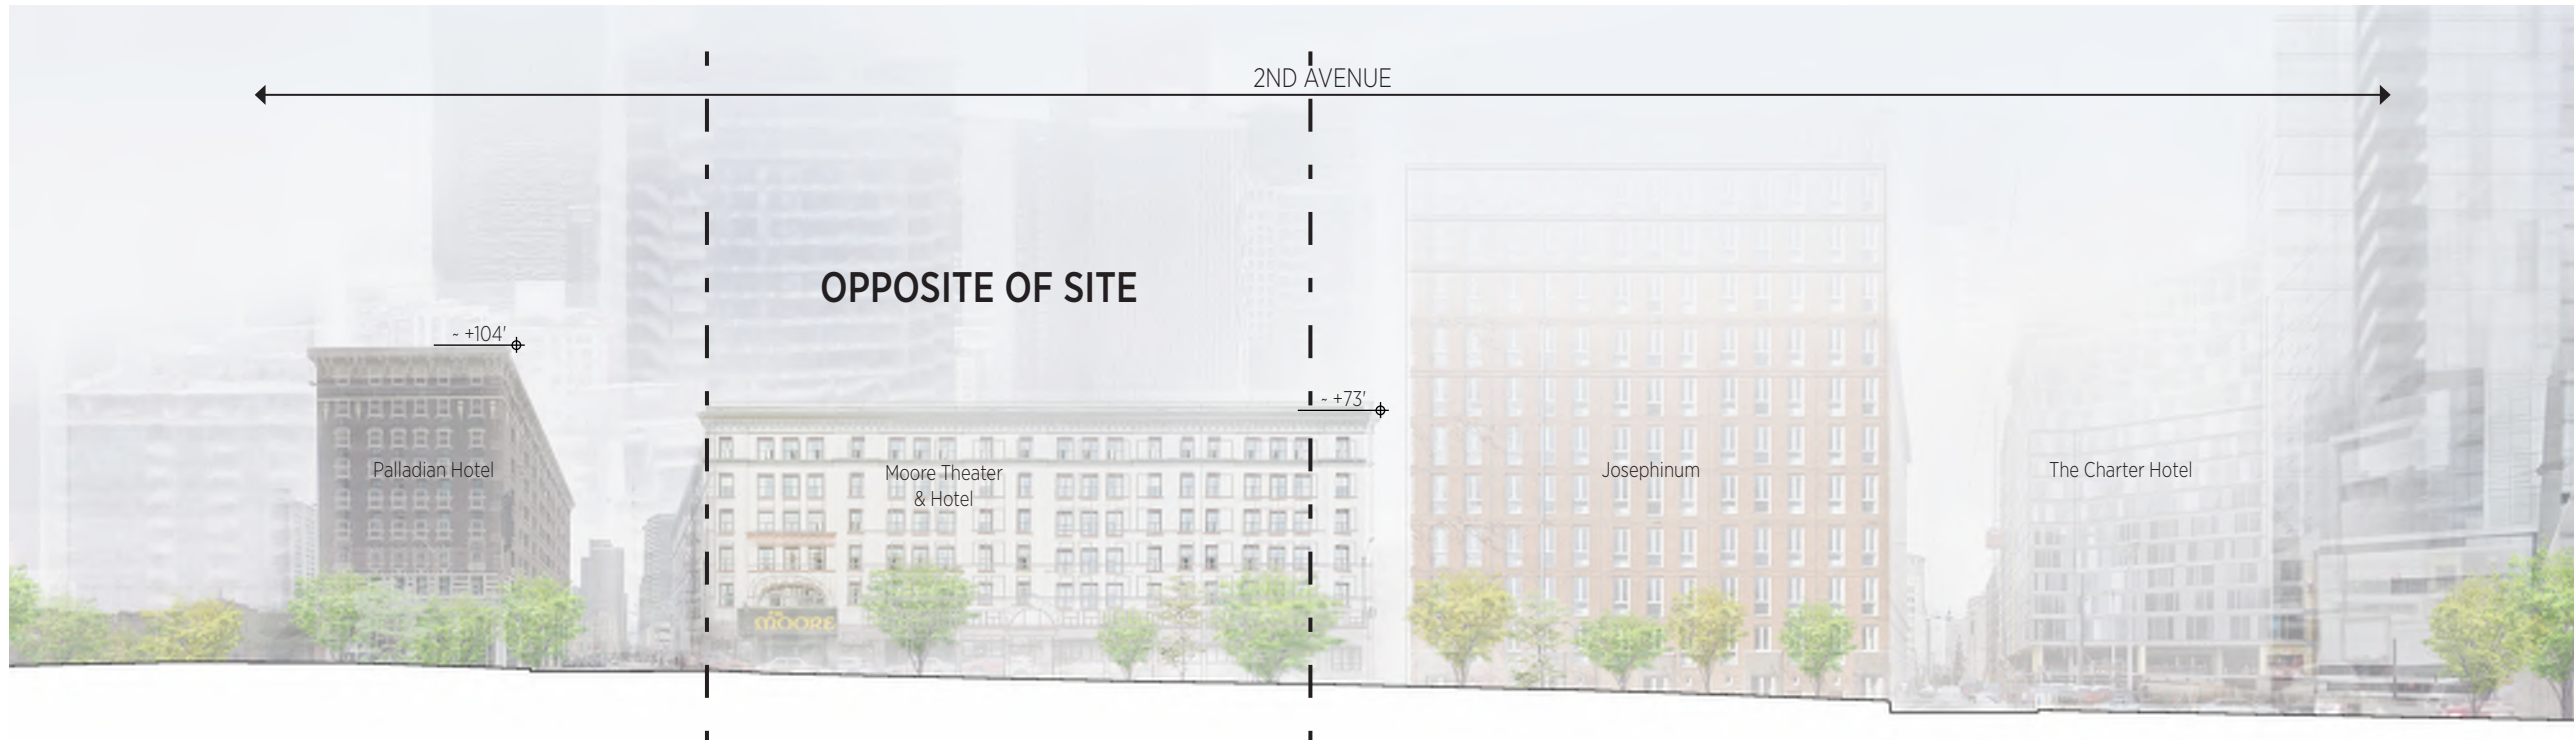 2ND AVENUE
OPPOSITE OF SITE
~ +104'
~ +73'
Palladian Hotel
Moore Theater
& Hotel
Josephinum
The Charter Hotel
MOORE